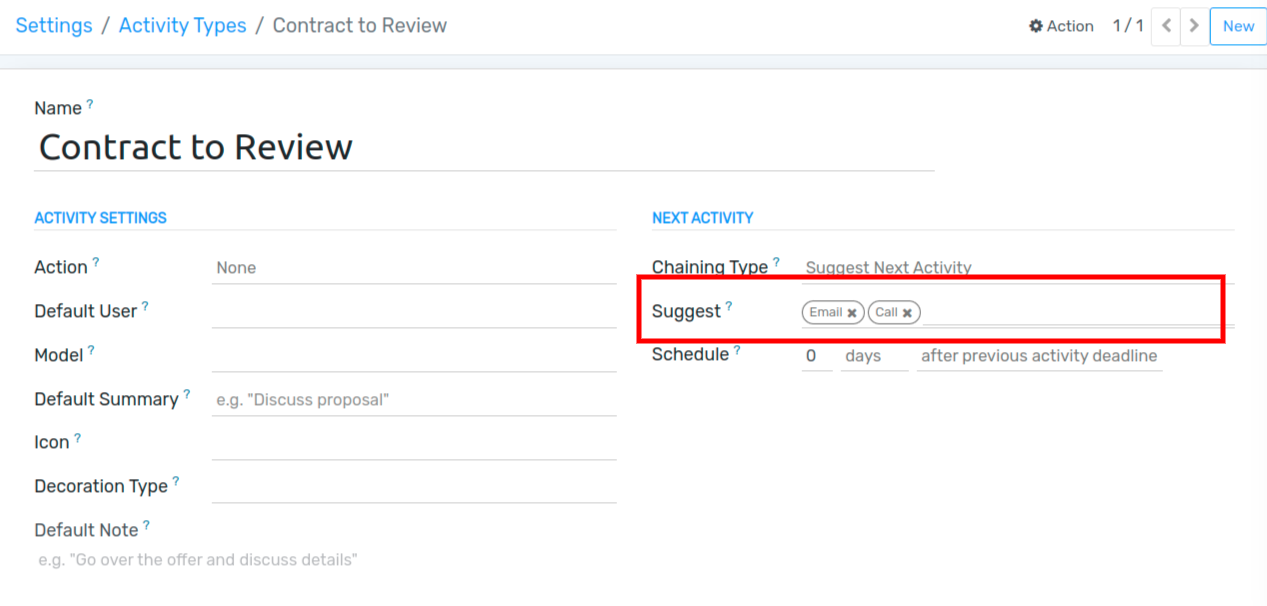 Settings / Activity Types / Contract to Review Action 1 / 1 New
Name ?
Contract to Review
ACTIVITY SETTINGS NEXT ACTIVITY
Action ? None Chaining Type ? Suggest Next Activity
Default User ? Suggest ? Email × Call ×
Model ? Schedule ? 0 days after previous activity deadline
Default Summary ? e.g. "Discuss proposal"
Icon ?
Decoration Type ?
Default Note ?
e.g. "Go over the offer and discuss details"